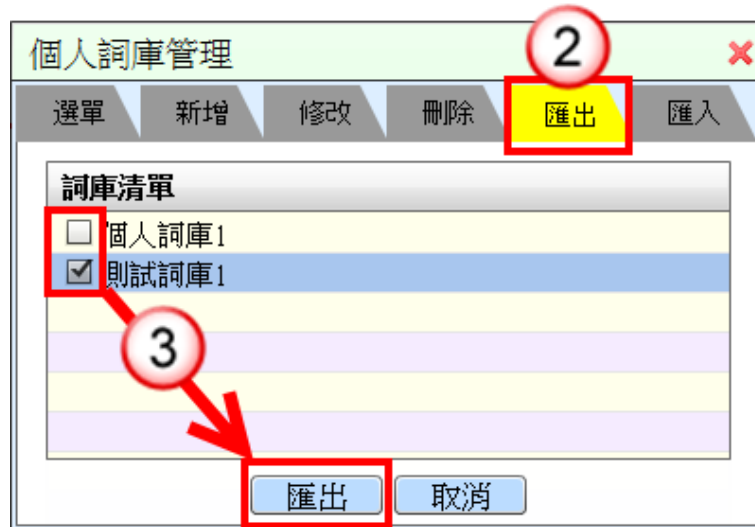 個人詞庫管理
2
選單 新增 修改 刪除 匯出 匯入
詞庫清單
個人詞庫1
則試詞庫1
3
匯出 取消